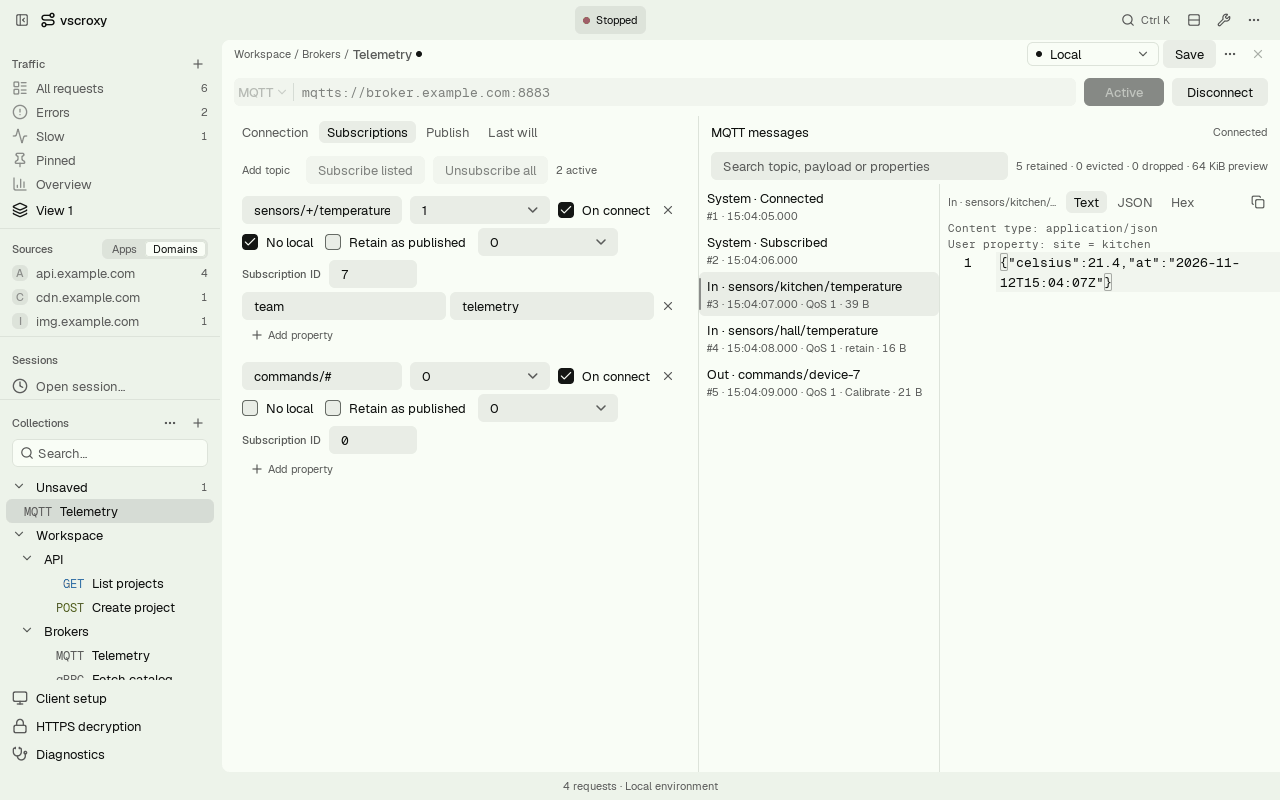 vscroxy
Stopped
Ctrl K
Traffic
All requests 6
Errors 2
Slow 1
Pinned
Overview
View 1
Sources Apps Domains
A api.example.com 4
C cdn.example.com 1
I img.example.com 1
Sessions
Open session…
Collections
Search…
Unsaved 1
MQTT Telemetry
Workspace
API
GET List projects
POST Create project
Brokers
MQTT Telemetry
gRPC Fetch catalog
Client setup
HTTPS decryption
Diagnostics
Workspace / Brokers / Telemetry
Local
Save
MQTT mqtts://broker.example.com:8883
Active
Disconnect
Connection Subscriptions Publish Last will
Add topic Subscribe listed Unsubscribe all 2 active
sensors/+/temperature 1 On connect
No local Retain as published 0
Subscription ID 7
team telemetry
Add property
commands/# 0 On connect
No local Retain as published 0
Subscription ID 0
Add property
MQTT messages Connected
Search topic, payload or properties 5 retained · 0 evicted · 0 dropped · 64 KiB preview
System · Connected
#1 · 15:04:05.000
System · Subscribed
#2 · 15:04:06.000
In · sensors/kitchen/temperature
#3 · 15:04:07.000 · QoS 1 · 39 B
In · sensors/hall/temperature
#4 · 15:04:08.000 · QoS 1 · retain · 16 B
Out · commands/device-7
#5 · 15:04:09.000 · QoS 1 · Calibrate · 21 B
In · sensors/kitchen/… Text JSON Hex
Content type: application/json
User property: site = kitchen
1 {"celsius":21.4,"at":"2026-11-
12T15:04:07Z"}
4 requests · Local environment